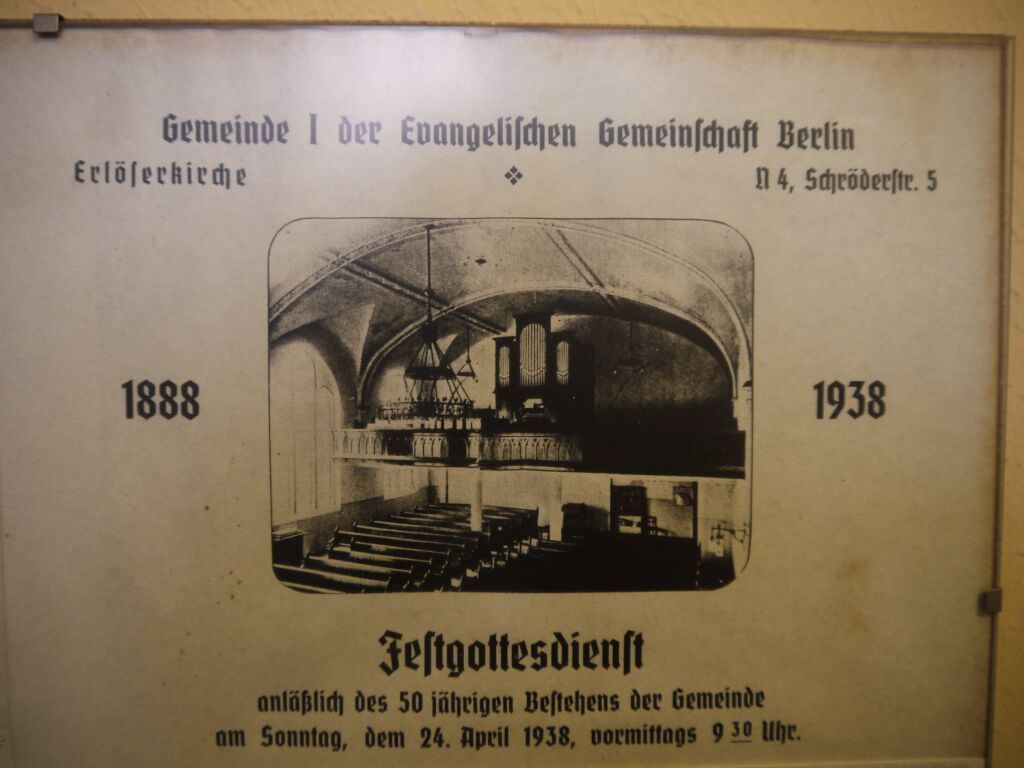 Gemeinde I der Evangelischen Gemeinschaft Berlin
Erlöserkirche N 4, Schröderstr. 5
1888 1938
Festgottesdienst
anläßlich des 50 jährigen Bestehens der Gemeinde
am Sonntag, dem 24. April 1938, vormittags 9 30 Uhr.